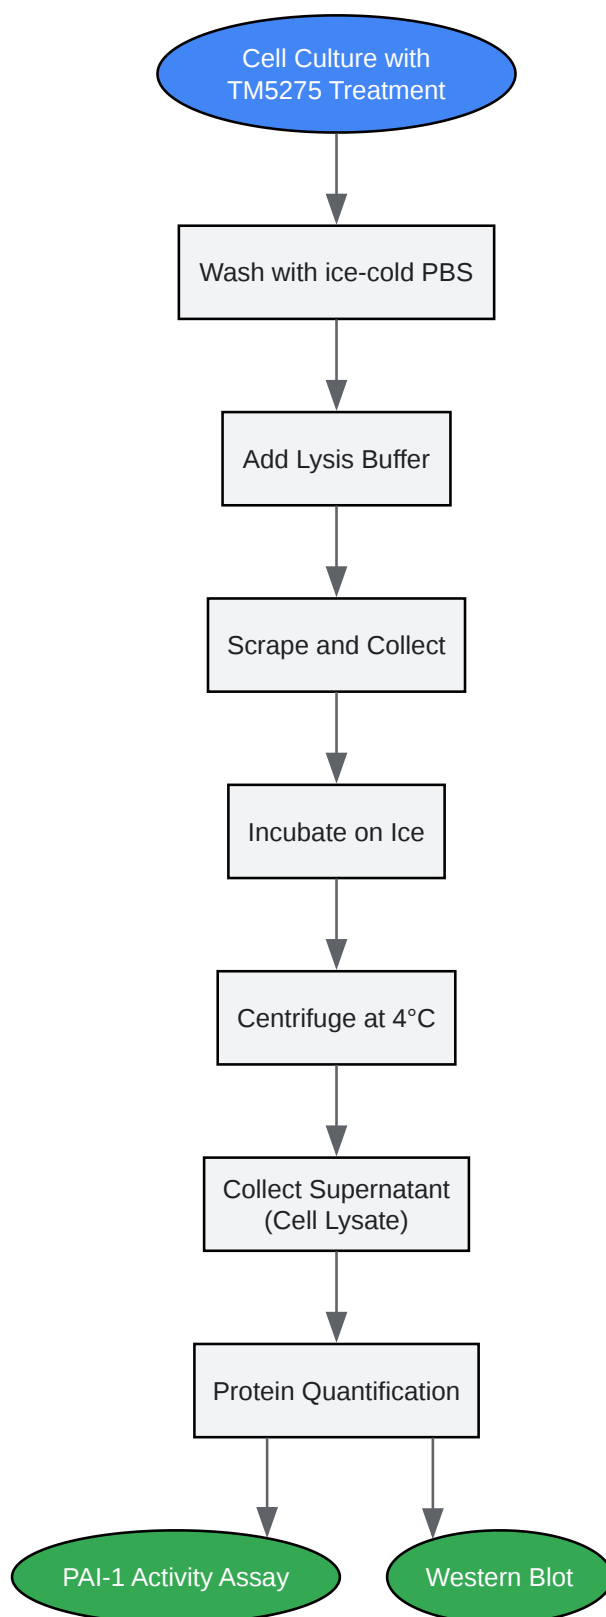 Cell Culture with
TM5275 Treatment
Wash with ice-cold PBS
Add Lysis Buffer
Scrape and Collect
Incubate on Ice
Centrifuge at 4°C
Collect Supernatant
(Cell Lysate)
Protein Quantification
PAI-1 Activity Assay
Western Blot